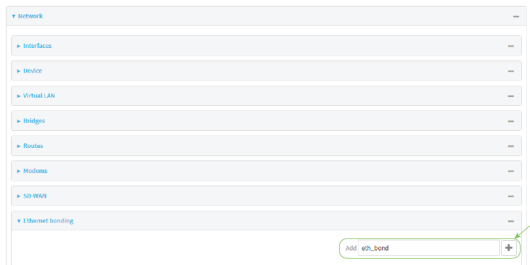 Network
Interfaces
Device
Virtual LAN
Bridges
Routes
Modems
SD-WAN
Ethernet bonding
Add eth_bond